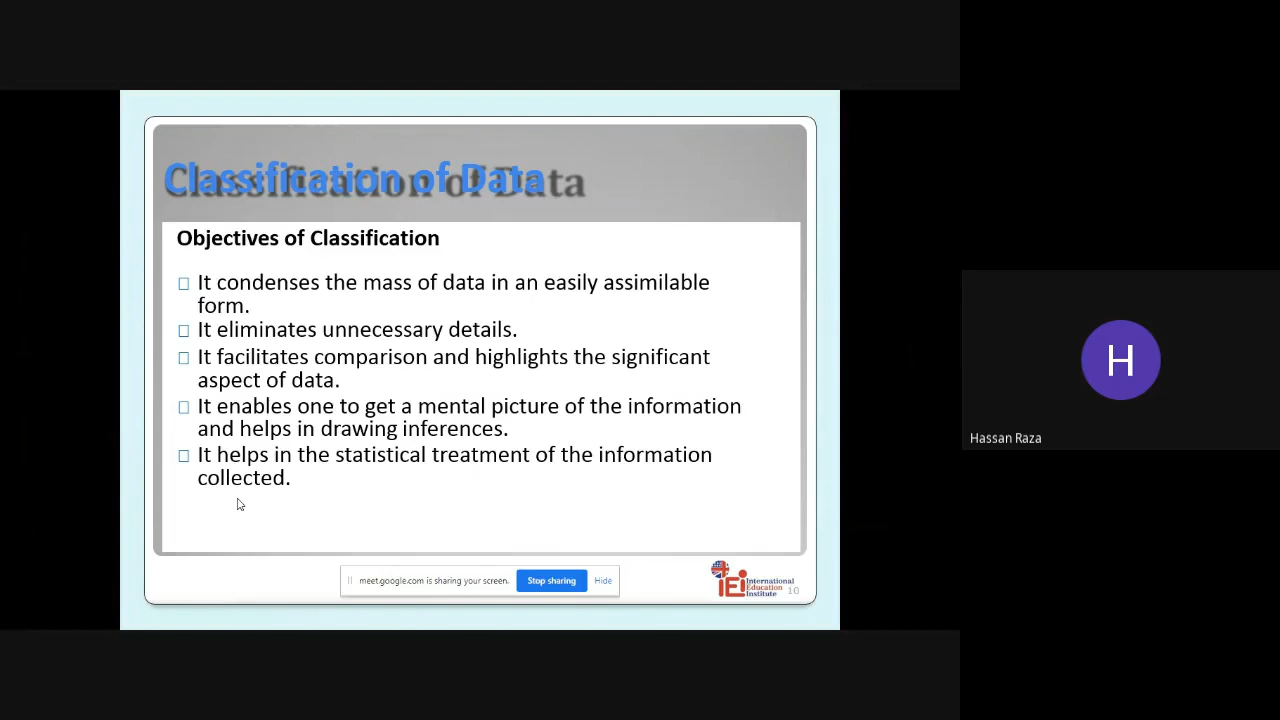 Classification of Data
Objectives of Classification
It condenses the mass of data in an easily assimilable
form.
It eliminates unnecessary details.
It facilitates comparison and highlights the significant
aspect of data.
It enables one to get a mental picture of the information
and helps in drawing inferences.
It helps in the statistical treatment of the information
collected.
meet.google.com is sharing your screen. Stop sharing Hide
iEi International
Education
Institute
10
H
Hassan Raza